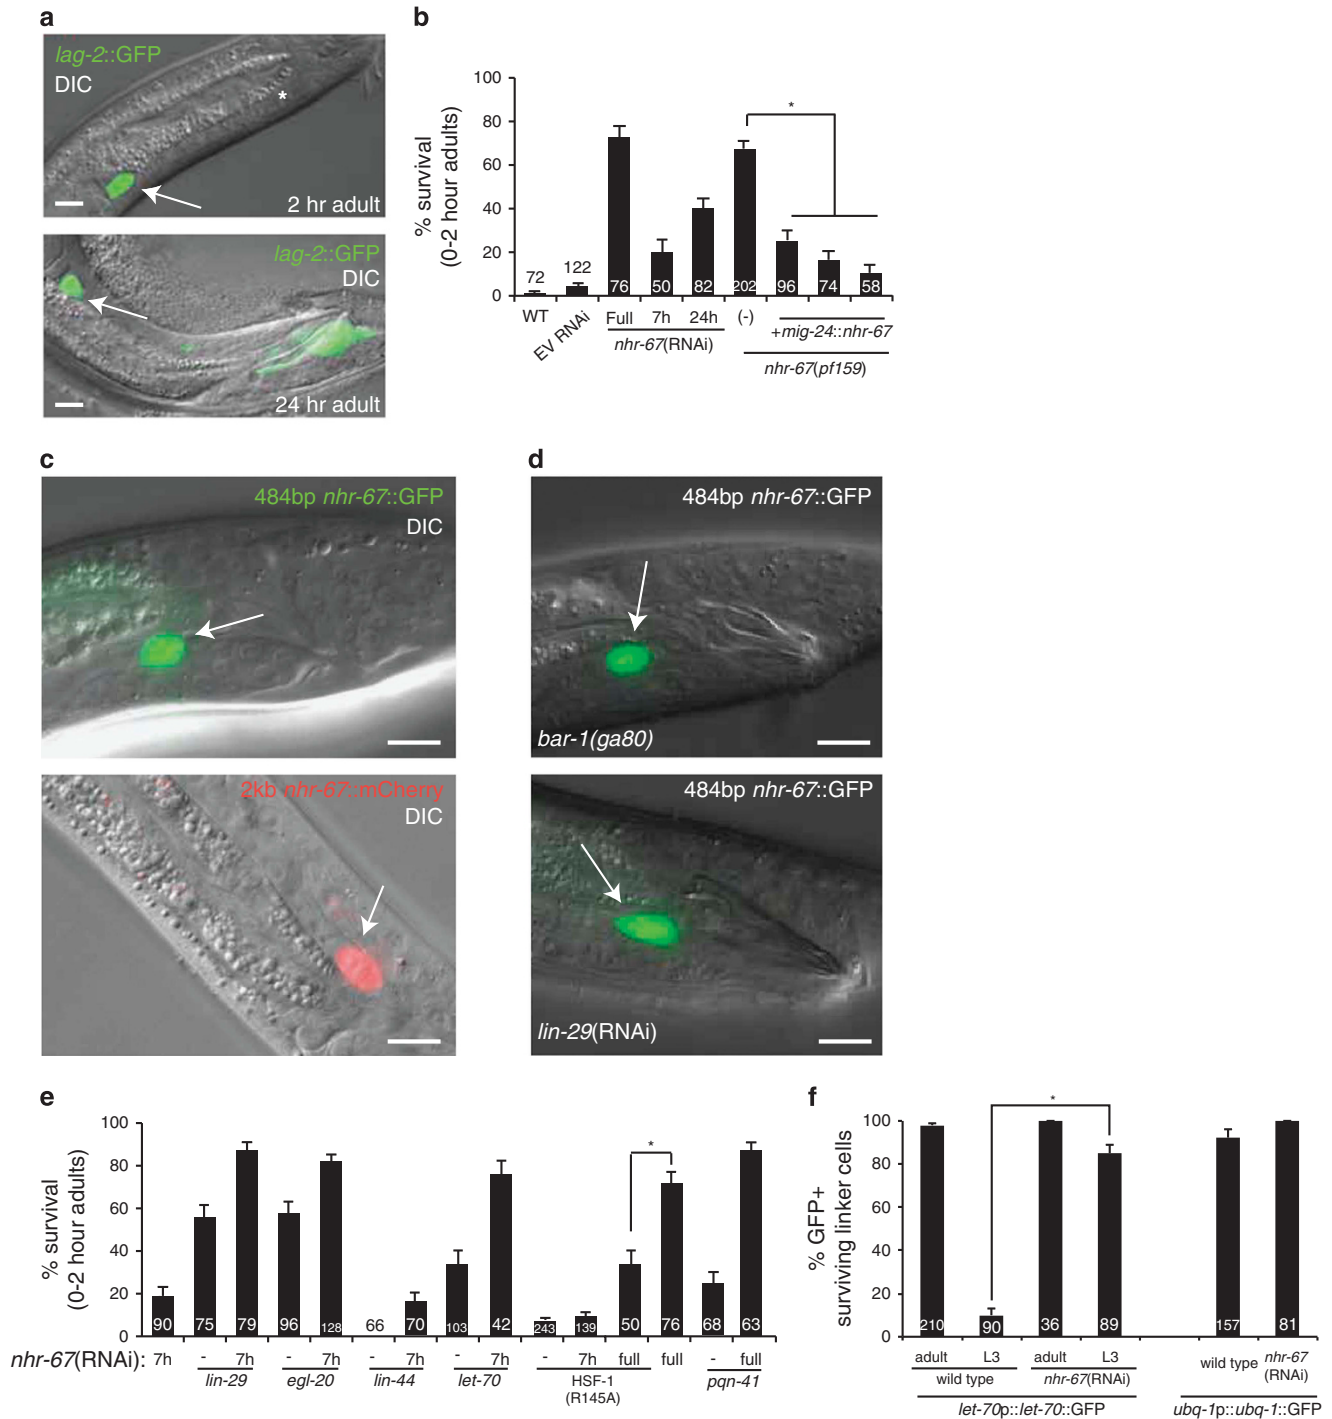 a
lag-2::GFP
DIC
*
2 hr adult
lag-2::GFP
DIC
24 hr adult
b
% survival
(0-2 hour adults)
100
80
60
40
20
0
*
72
122
76
50
82
202
96
74
58
WT
EV RNAi
Full
7h
24h
(-)
+mig-24::nhr-67
nhr-67(RNAi)
nhr-67(pf159)
c
484bp nhr-67::GFP
DIC
2kb nhr-67::mCherry
DIC
d
484bp nhr-67::GFP
bar-1(ga80)
484bp nhr-67::GFP
lin-29(RNAi)
e
% survival
(0-2 hour adults)
100
80
60
40
20
0
*
90
75
79
96
128
66
70
103
42
243
139
50
76
68
63
nhr-67(RNAi): 7h - 7h - 7h - 7h - 7h - 7h full full - full
lin-29
egl-20
lin-44
let-70
HSF-1
(R145A)
pqn-41
f
% GFP+
surviving linker cells
100
80
60
40
20
0
*
210
90
36
89
157
81
adult
L3
adult
L3
wild type
nhr-67(RNAi)
wild type
nhr-67
(RNAi)
let-70p::let-70::GFP
ubq-1p::ubq-1::GFP